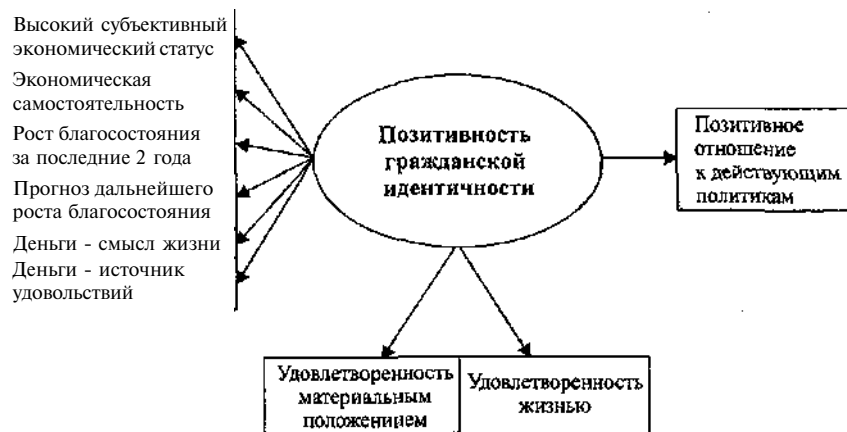 Высокий субъективный
экономический статус
Экономическая
самостоятельность
Рост благосостояния
за последние 2 года
Прогноз дальнейшего
роста благосостояния
Деньги - смысл жизни
Деньги - источник
удовольствий
Позитивность
гражданской
идентичности
Позитивное
отношение
к действующим
политикам
Удовлетворенность
материальным
положением
Удовлетворенность
жизнью